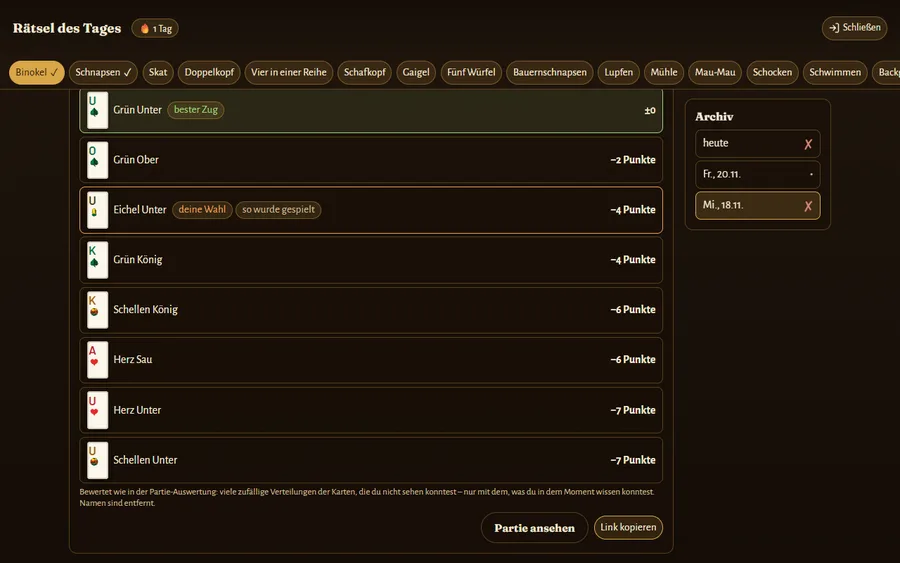 Rätsel des Tages
1 Tag
Schließen
Binokel ✓
Schnapsen ✓
Skat
Doppelkopf
Vier in einer Reihe
Schafkopf
Gaigel
Fünf Würfel
Bauernschnapsen
Lupfen
Mühle
Mau-Mau
Schocken
Schwimmen
U
Grün Unter
bester Zug
±0
O
Grün Ober
−2 Punkte
U
Eichel Unter
deine Wahl
so wurde gespielt
−4 Punkte
K
Grün König
−4 Punkte
K
Schellen König
−6 Punkte
A
Herz Sau
−6 Punkte
U
Herz Unter
−7 Punkte
U
Schellen Unter
−7 Punkte
Bewertet wie in der Partie-Auswertung: viele zufällige Verteilungen der Karten, die du nicht sehen konntest – nur mit dem, was du in dem Moment wissen konntest.
Namen sind entfernt.
Partie ansehen
Link kopieren
Archiv
heute ✗
Fr., 20.11. ·
Mi., 18.11. ✗